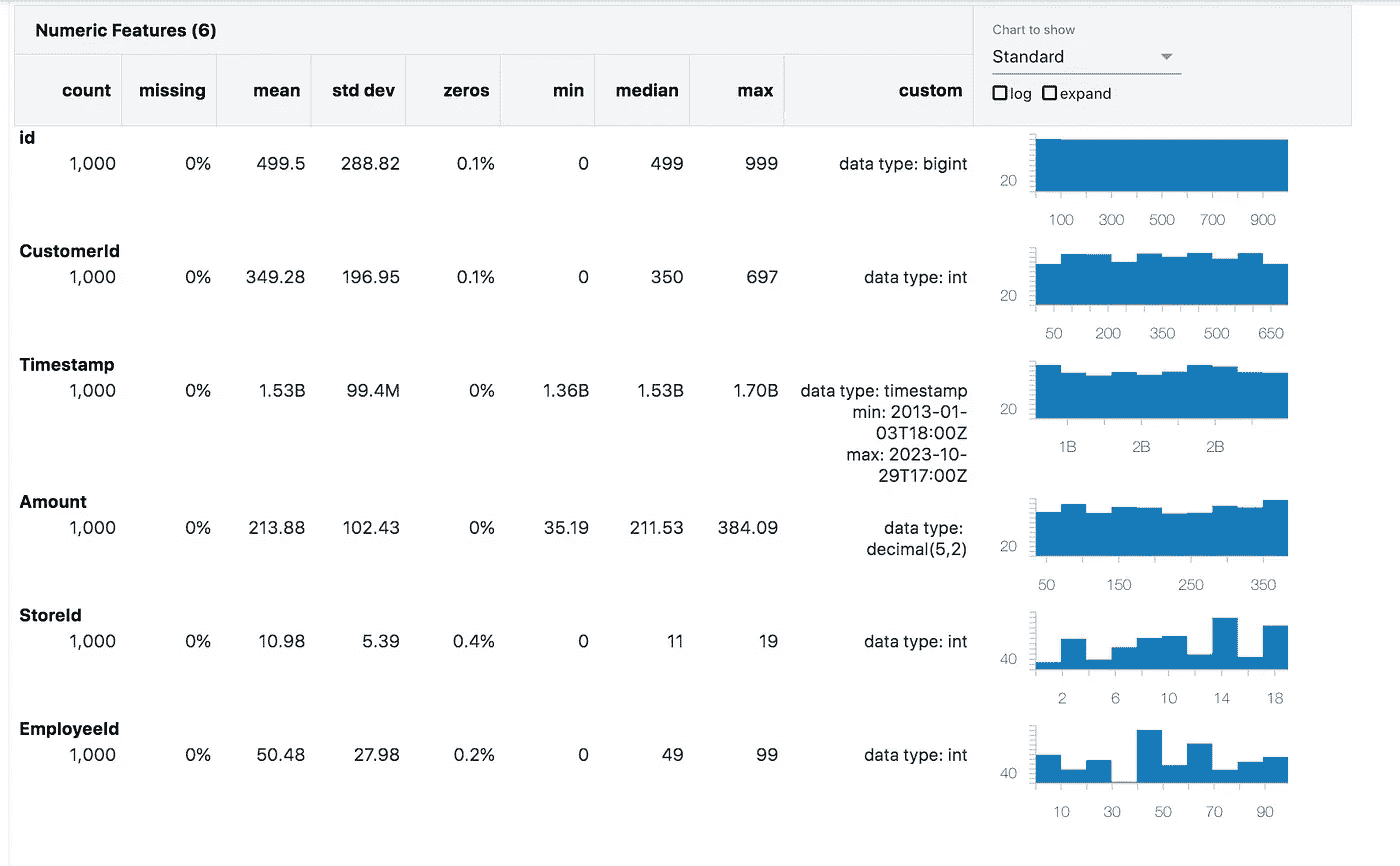 Numeric Features (6)
Chart to show
Standard
log expand
count missing mean std dev zeros min median max custom
id
1,000 0% 499.5 288.82 0.1% 0 499 999 data type: bigint
20
100 300 500 700 900
CustomerId
1,000 0% 349.28 196.95 0.1% 0 350 697 data type: int
20
50 200 350 500 650
Timestamp
1,000 0% 1.53B 99.4M 0% 1.36B 1.53B 1.70B data type: timestamp
min: 2013-01-
03T18:00Z
max: 2023-10-
29T17:00Z
20
1B 2B 2B
Amount
1,000 0% 213.88 102.43 0% 35.19 211.53 384.09 data type:
decimal(5,2)
20
50 150 250 350
StoreId
1,000 0% 10.98 5.39 0.4% 0 11 19 data type: int
40
2 6 10 14 18
EmployeeId
1,000 0% 50.48 27.98 0.2% 0 49 99 data type: int
40
10 30 50 70 90